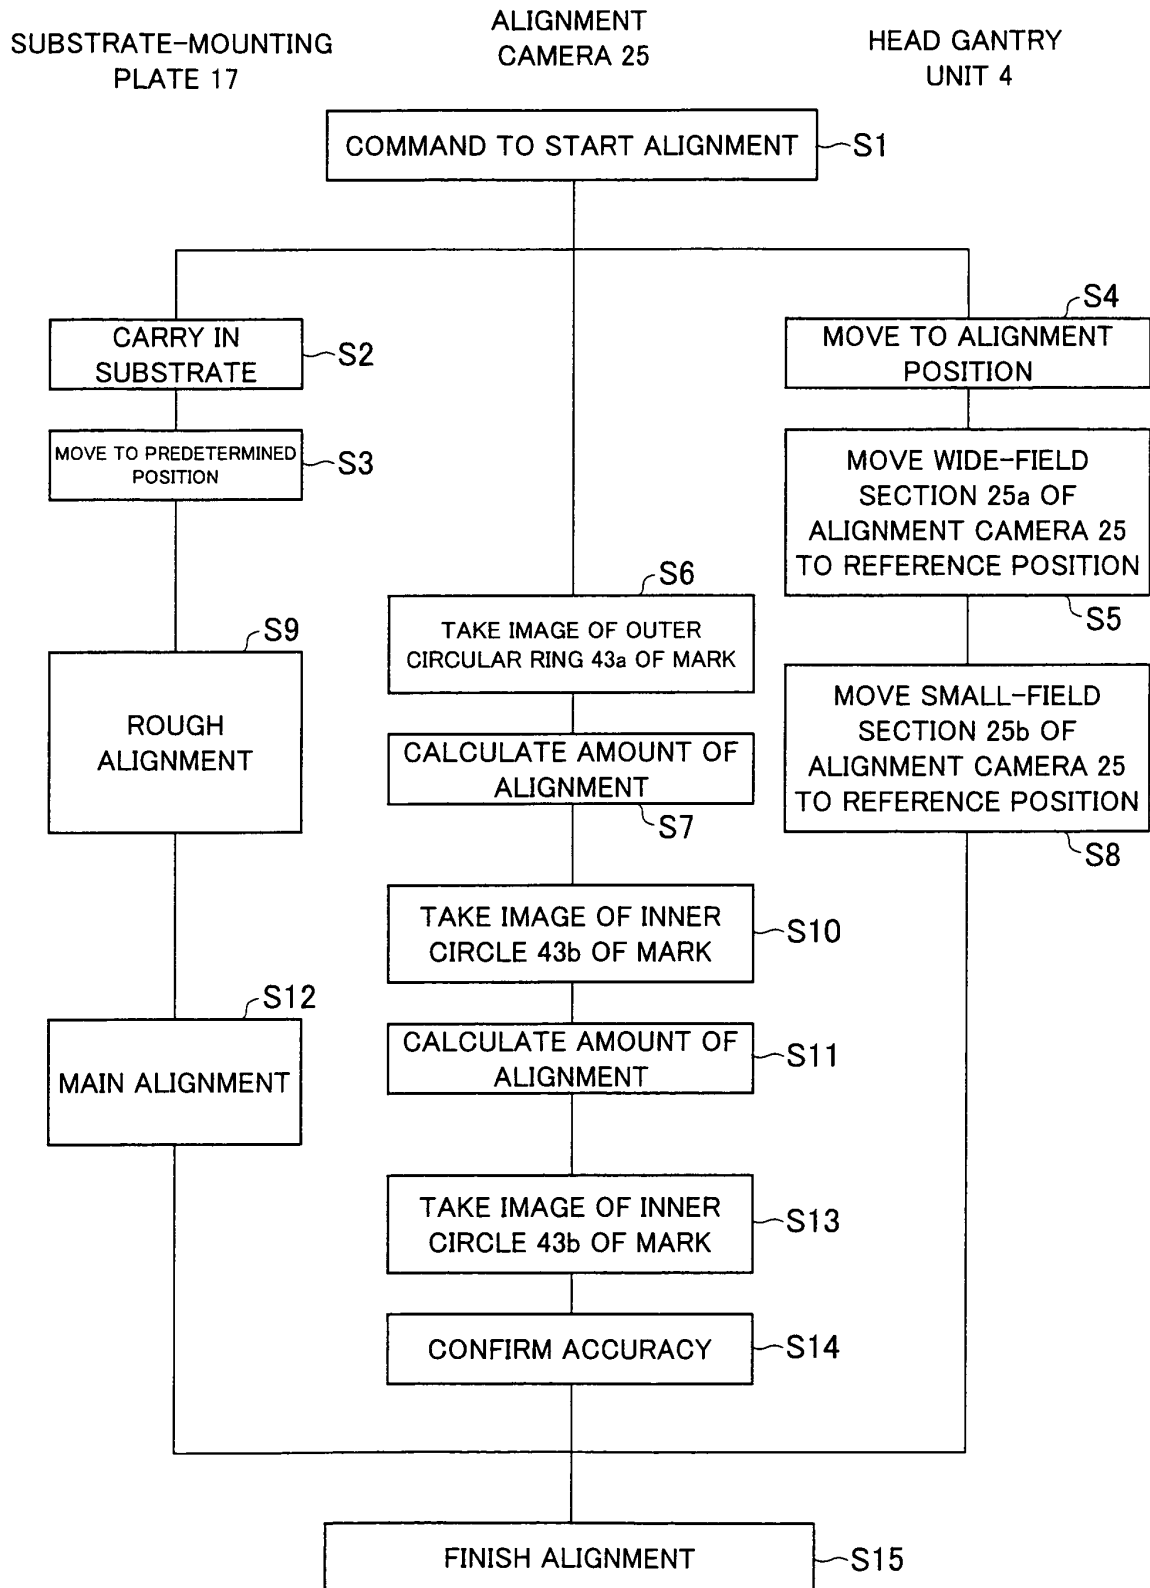 SUBSTRATE-MOUNTING
PLATE 17
ALIGNMENT
CAMERA 25
HEAD GANTRY
UNIT 4
COMMAND TO START ALIGNMENT
S1
CARRY IN
SUBSTRATE
S2
MOVE TO PREDETERMINED
POSITION
S3
S4
MOVE TO ALIGNMENT
POSITION
MOVE WIDE-FIELD
SECTION 25a OF
ALIGNMENT CAMERA 25
TO REFERENCE POSITION
S5
S6
TAKE IMAGE OF OUTER
CIRCULAR RING 43a OF MARK
CALCULATE AMOUNT OF
ALIGNMENT
S7
MOVE SMALL-FIELD
SECTION 25b OF
ALIGNMENT CAMERA 25
TO REFERENCE POSITION
S8
S9
ROUGH
ALIGNMENT
TAKE IMAGE OF INNER
CIRCLE 43b OF MARK
S10
CALCULATE AMOUNT OF
ALIGNMENT
S11
S12
MAIN ALIGNMENT
TAKE IMAGE OF INNER
CIRCLE 43b OF MARK
S13
CONFIRM ACCURACY
S14
FINISH ALIGNMENT
S15